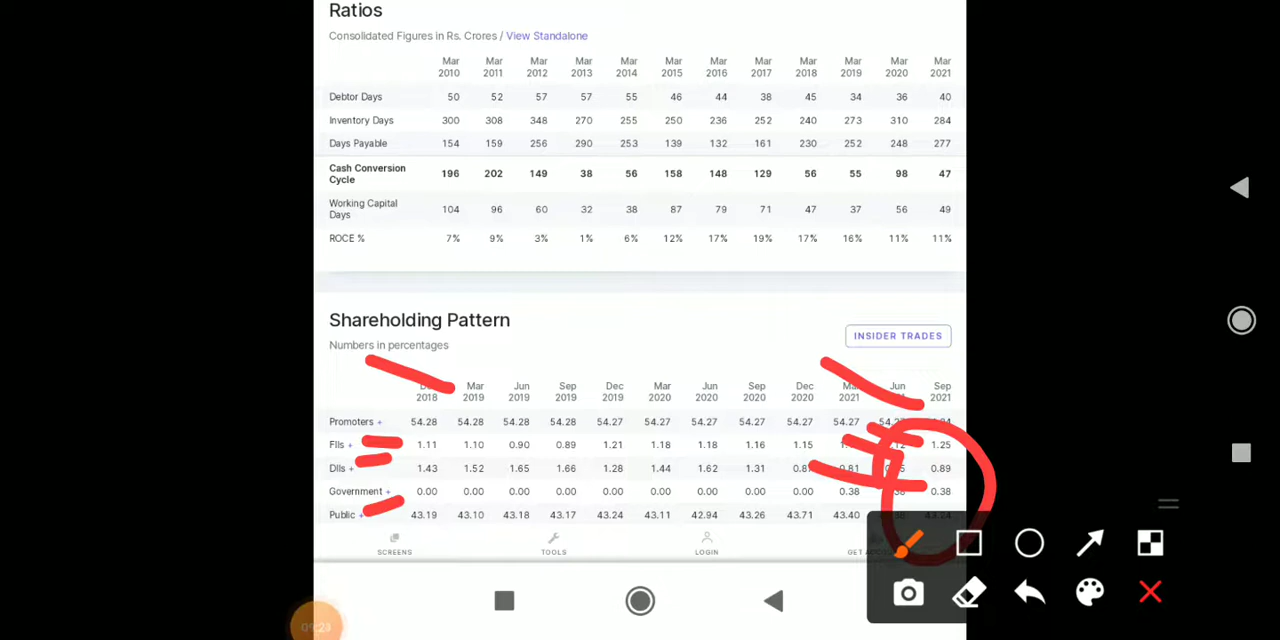 Ratios
Consolidated Figures in Rs. Crores / View Standalone
Mar 2010 Mar 2011 Mar 2012 Mar 2013 Mar 2014 Mar 2015 Mar 2016 Mar 2017 Mar 2018 Mar 2019 Mar 2020 Mar 2021
Debtor Days 50 52 57 57 55 46 44 38 45 34 36 40
Inventory Days 300 308 348 270 255 250 236 252 240 273 310 284
Days Payable 154 159 256 290 253 139 132 161 230 252 248 277
Cash Conversion Cycle 196 202 149 38 56 158 148 129 56 55 98 47
Working Capital Days 104 96 60 32 38 87 79 71 47 37 56 49
ROCE % 7% 9% 3% 1% 6% 12% 17% 19% 17% 16% 11% 11%
Shareholding Pattern
INSIDER TRADES
Numbers in percentages
2018 Mar 2019 Jun 2019 Sep 2019 Dec 2019 Mar 2020 Jun 2020 Sep 2020 Dec 2020 2021 Jun Sep 2021
Promoters + 54.28 54.28 54.28 54.28 54.27 54.27 54.27 54.27 54.27 54.27
FIIs + 1.11 1.10 0.90 0.89 1.21 1.18 1.18 1.16 1.15 1.25
DIIs + 1.43 1.52 1.65 1.66 1.28 1.44 1.62 1.31 0.81 0.89
Government + 0.00 0.00 0.00 0.00 0.00 0.00 0.00 0.00 0.00 0.38 0.38
Public + 43.19 43.10 43.18 43.17 43.24 43.11 42.94 43.26 43.71 43.40
SCREENS TOOLS LOGIN